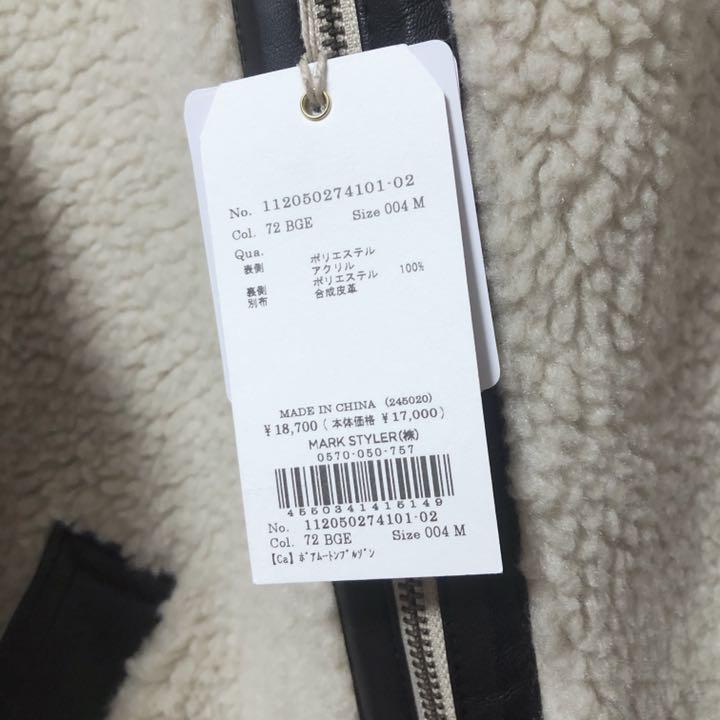 No. 112050274101-02
Col. 72 BGE Size 004 M
Qua.
表側 ポリエステル
アクリル
裏側 ポリエステル 100%
別布 合成皮革
MADE IN CHINA (245020)
¥18,700 ( 本体価格 ¥17,000)
MARK STYLER(株)
0570-050-757
4550341415149
No. 112050274101-02
Col. 72 BGE Size 004 M
【Ca】ﾎﾞｱﾑｰﾄﾝﾌﾞﾙｿﾞﾝ